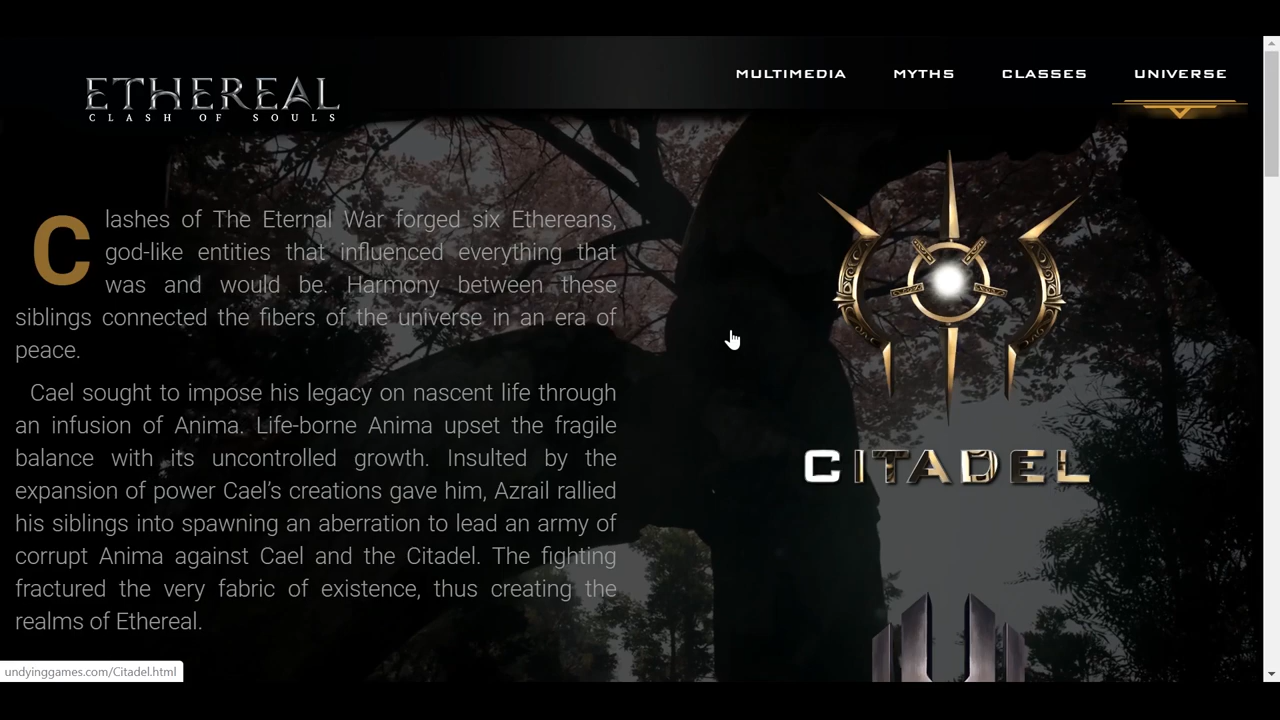 ETHEREAL
CLASH OF SOULS
MULTIMEDIA
MYTHS
CLASSES
UNIVERSE
Clashes of The Eternal War forged six Ethereans,
god-like entities that influenced everything that
was and would be. Harmony between these
siblings connected the fibers of the universe in an era of
peace.
Cael sought to impose his legacy on nascent life through
an infusion of Anima. Life-borne Anima upset the fragile
balance with its uncontrolled growth. Insulted by the
expansion of power Cael’s creations gave him, Azrail rallied
his siblings into spawning an aberration to lead an army of
corrupt Anima against Cael and the Citadel. The fighting
fractured the very fabric of existence, thus creating the
realms of Ethereal.
CITADEL
undyinggames.com/Citadel.html